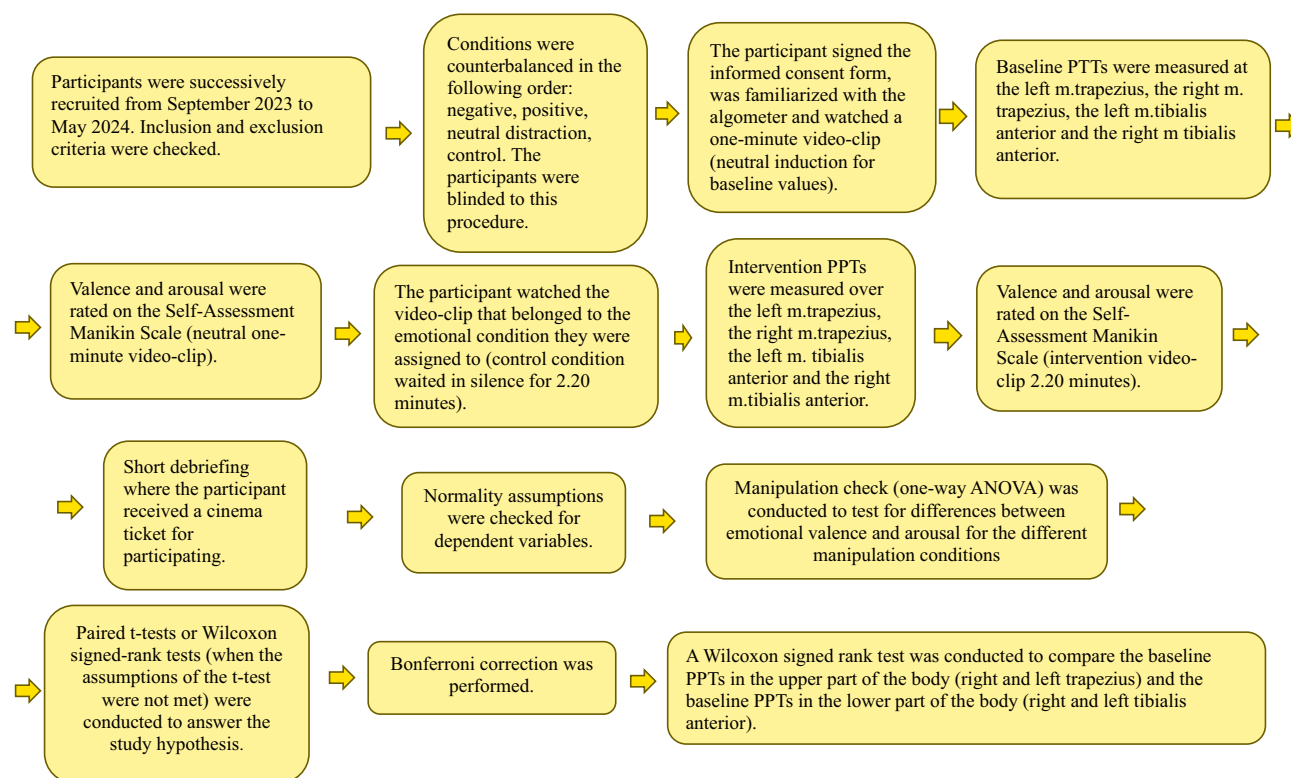 Participants were successively
recruited from September 2023 to
May 2024. Inclusion and exclusion
criteria were checked.
Conditions were
counterbalanced in the
following order:
negative, positive,
neutral distraction,
control. The
participants were
blinded to this
procedure.
The participant signed the
informed consent form,
was familiarized with the
algometer and watched a
one-minute video-clip
(neutral induction for
baseline values).
Baseline PTTs were measured at
the left m.trapezius, the right m.
trapezius, the left m.tibialis
anterior and the right m tibialis
anterior.
Valence and arousal were
rated on the Self-Assessment
Manikin Scale (neutral one-
minute video-clip).
The participant watched the
video-clip that belonged to the
emotional condition they were
assigned to (control condition
waited in silence for 2.20
minutes).
Intervention PPTs
were measured over
the left m.trapezius,
the right m.trapezius,
the left m. tibialis
anterior and the right
m.tibialis anterior.
Valence and arousal were
rated on the Self-
Assessment Manikin
Scale (intervention video-
clip 2.20 minutes).
Short debriefing
where the participant
received a cinema
ticket for
participating.
Normality assumptions
were checked for
dependent variables.
Manipulation check (one-way ANOVA) was
conducted to test for differences between
emotional valence and arousal for the different
manipulation conditions
Paired t-tests or Wilcoxon
signed-rank tests (when the
assumptions of the t-test
were not met) were
conducted to answer the
study hypothesis.
Bonferroni correction was
performed.
A Wilcoxon signed rank test was conducted to compare the baseline
PPTs in the upper part of the body (right and left trapezius) and the
baseline PPTs in the lower part of the body (right and left tibialis
anterior).